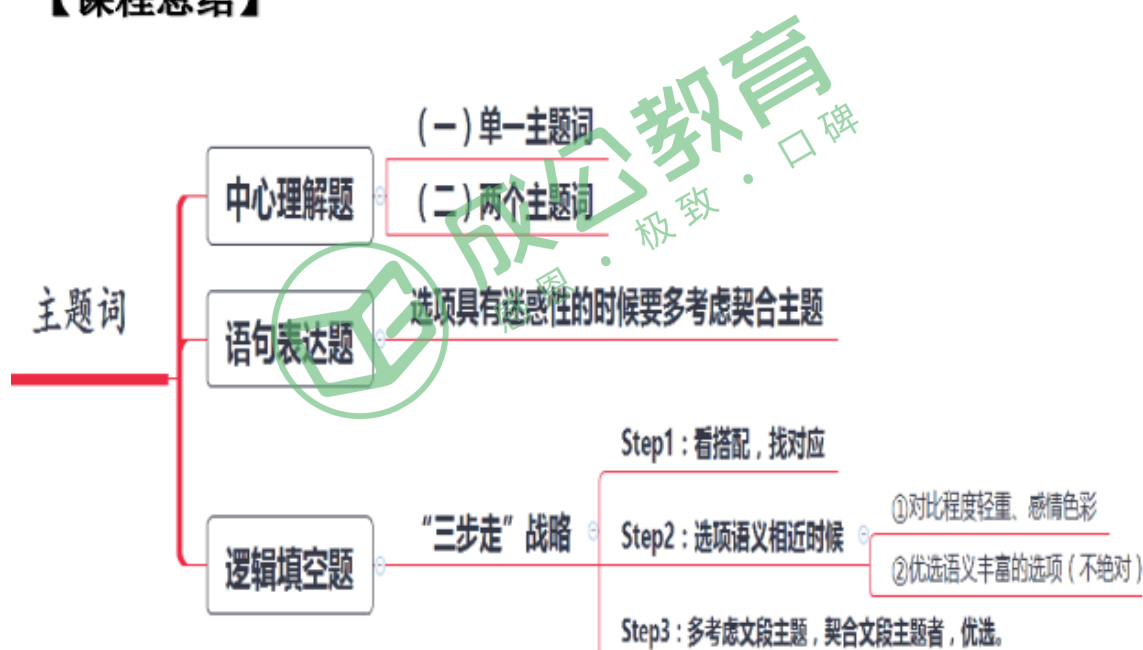 【课程总结】
（一）单一主题词
中心理解题
（二）两个主题词
主题词
选项具有迷惑性的时候要多考虑契合主题
语句表达题
Step1：看搭配，找对应
“三步走”战略
Step2：选项语义相近时候
①对比程度轻重、感情色彩
②优选语义丰富的选项（不绝对）
逻辑填空题
Step3：多考虑文段主题，契合文段主题者，优选。
成公教育
感恩·极致·口碑